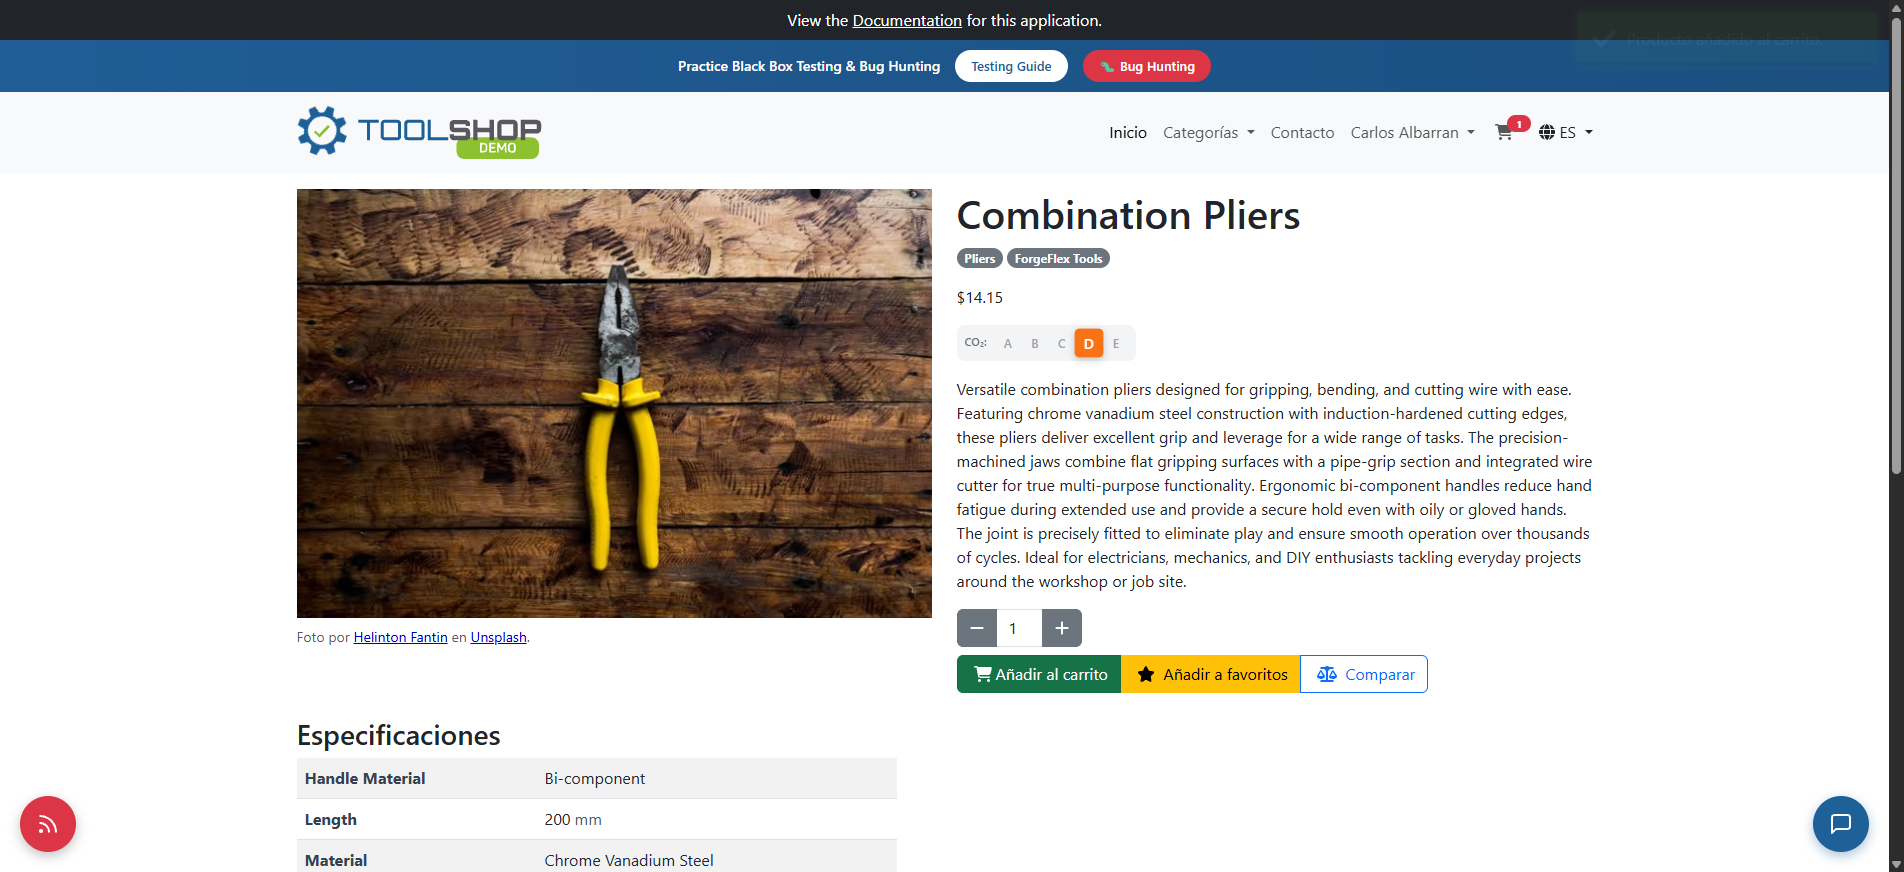 View the Documentation for this application.
Producto añadido al carrito.
Practice Black Box Testing & Bug Hunting
Testing Guide
Bug Hunting
TOOLSHOP
DEMO
Inicio
Categorías
Contacto
Carlos Albarran
1
ES
Combination Pliers
Pliers
ForgeFlex Tools
$14.15
CO₂: A B C D E
Versatile combination pliers designed for gripping, bending, and cutting wire with ease.
Featuring chrome vanadium steel construction with induction-hardened cutting edges,
these pliers deliver excellent grip and leverage for a wide range of tasks. The precision-
machined jaws combine flat gripping surfaces with a pipe-grip section and integrated wire
cutter for true multi-purpose functionality. Ergonomic bi-component handles reduce hand
fatigue during extended use and provide a secure hold even with oily or gloved hands.
The joint is precisely fitted to eliminate play and ensure smooth operation over thousands
of cycles. Ideal for electricians, mechanics, and DIY enthusiasts tackling everyday projects
around the workshop or job site.
1
Añadir al carrito
Añadir a favoritos
Comparar
Foto por Helinton Fantin en Unsplash.
Especificaciones
Handle Material Bi-component
Length 200 mm
Material Chrome Vanadium Steel